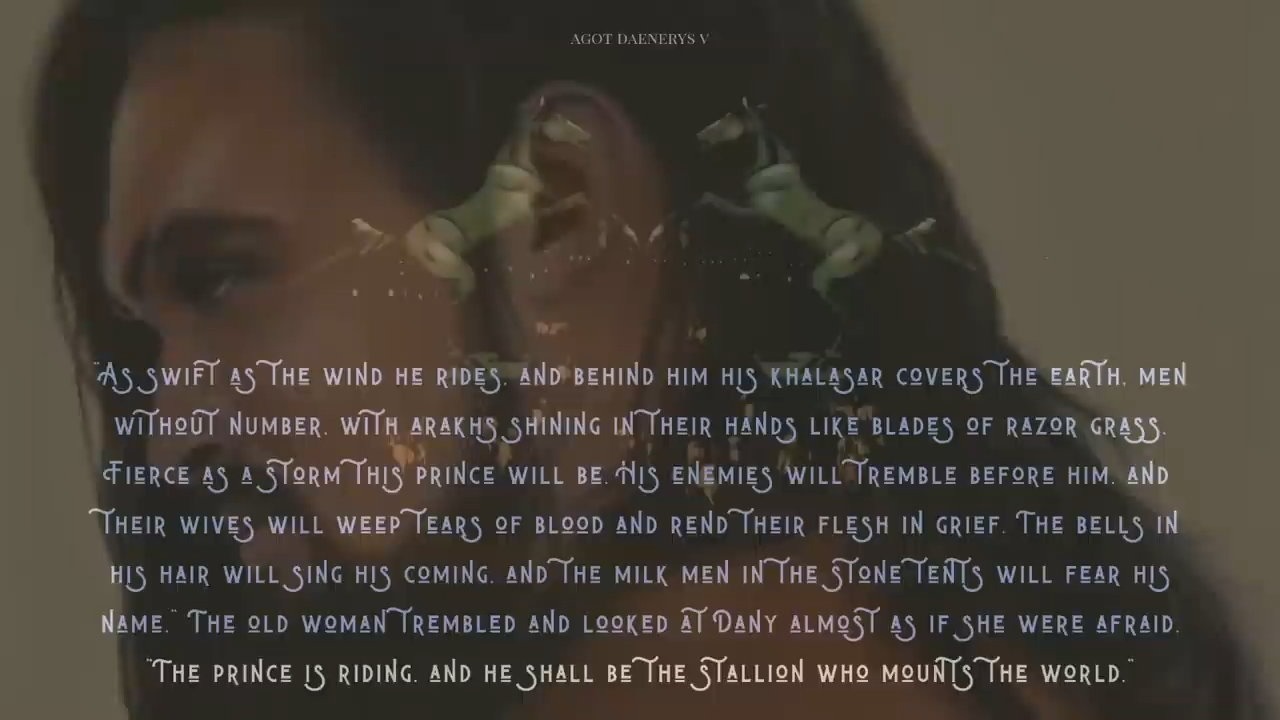 AGOT DAENERYS V
"As swift as the wind he rides, and behind him his khalasar covers the earth, men
without number, with arakhs shining in their hands like blades of razor grass.
Fierce as a storm this prince will be. His enemies will tremble before him, and
their wives will weep tears of blood and rend their flesh in grief. The bells in
his hair will sing his coming, and the milk men in the stone tents will fear his
name." The old woman trembled and looked at Dany almost as if she were afraid.
"The prince is riding, and he shall be the stallion who mounts the world."